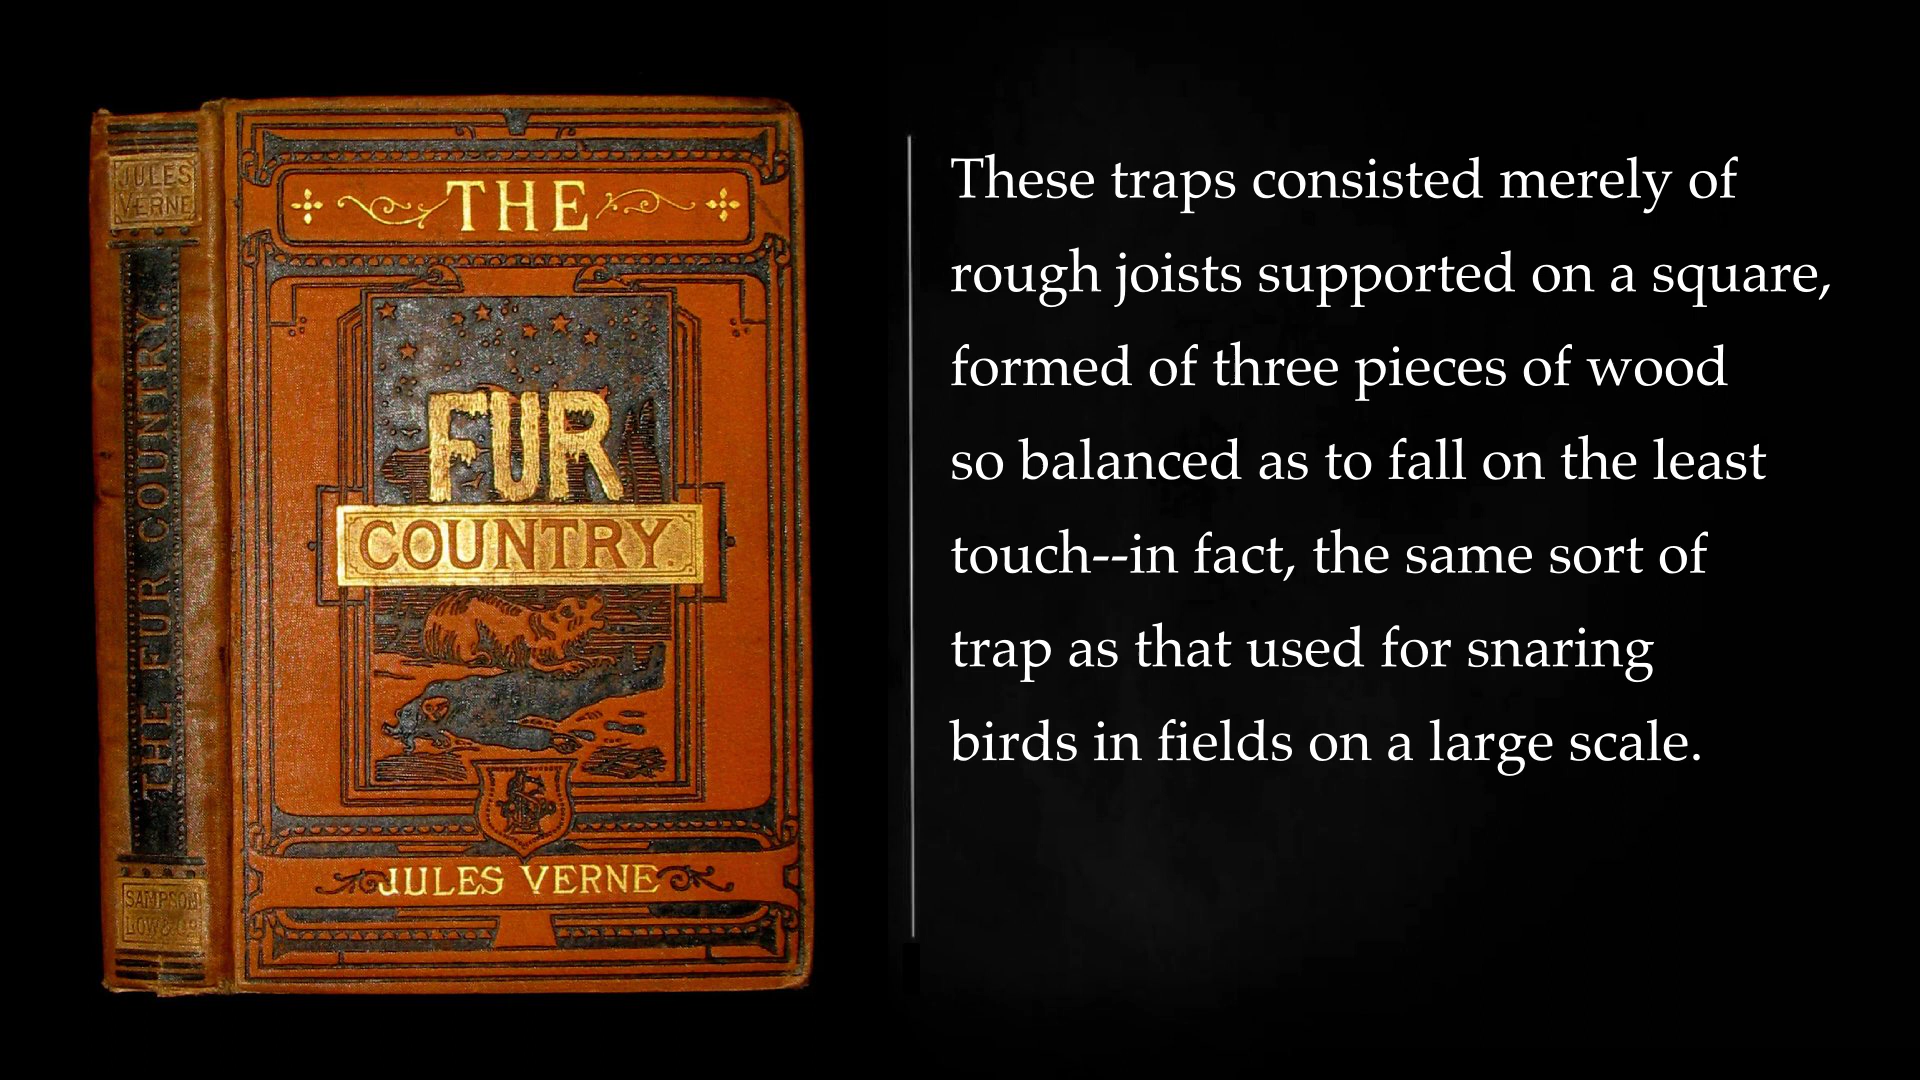 JULES
VERNE
THE FUR COUNTRY.
SAMPSON
LOW & Co
THE
FUR
COUNTRY.
JULES VERNE
These traps consisted merely of
rough joists supported on a square,
formed of three pieces of wood
so balanced as to fall on the least
touch--in fact, the same sort of
trap as that used for snaring
birds in fields on a large scale.